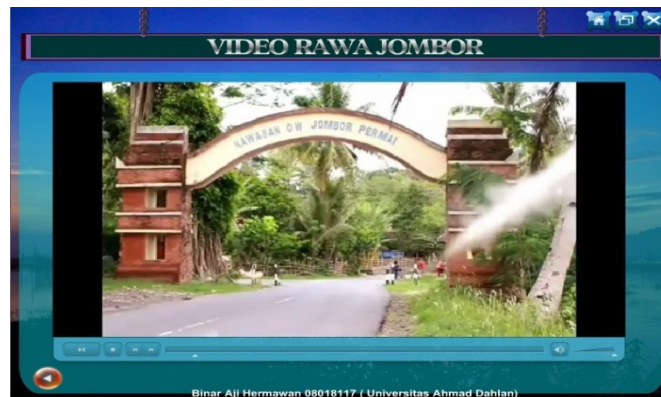 VIDEO RAWA JOMBOR
KAWASAN OW JOMBOR PERMAI
Binar Aji Hermawan 08018117 ( Universitas Ahmad Dahlan)